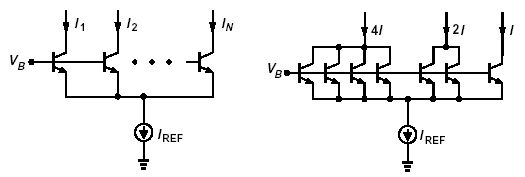 I1 I2 IN
VB
IREF
4I 2I I
VB
IREF